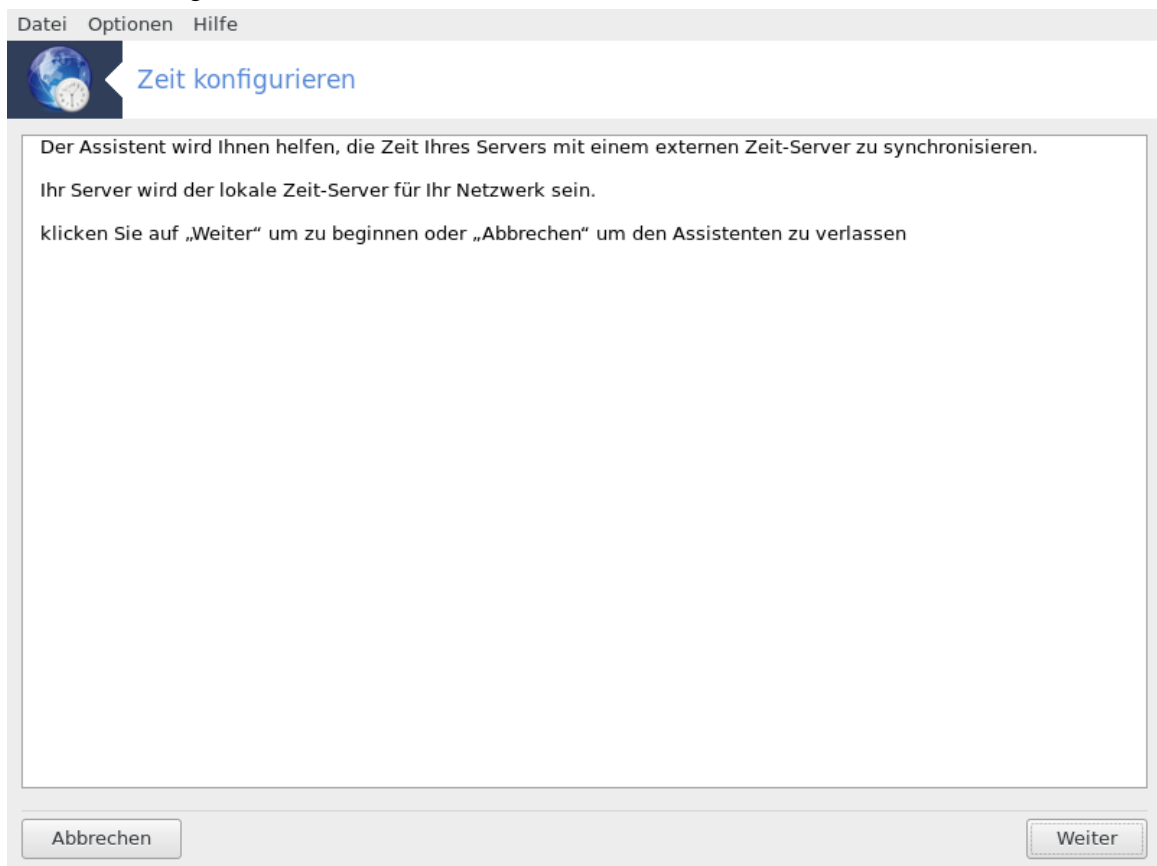 Datei Optionen Hilfe
Zeit konfigurieren
Der Assistent wird Ihnen helfen, die Zeit Ihres Servers mit einem externen Zeit-Server zu synchronisieren.
Ihr Server wird der lokale Zeit-Server für Ihr Netzwerk sein.
klicken Sie auf „Weiter“ um zu beginnen oder „Abbrechen“ um den Assistenten zu verlassen
Abbrechen Weiter